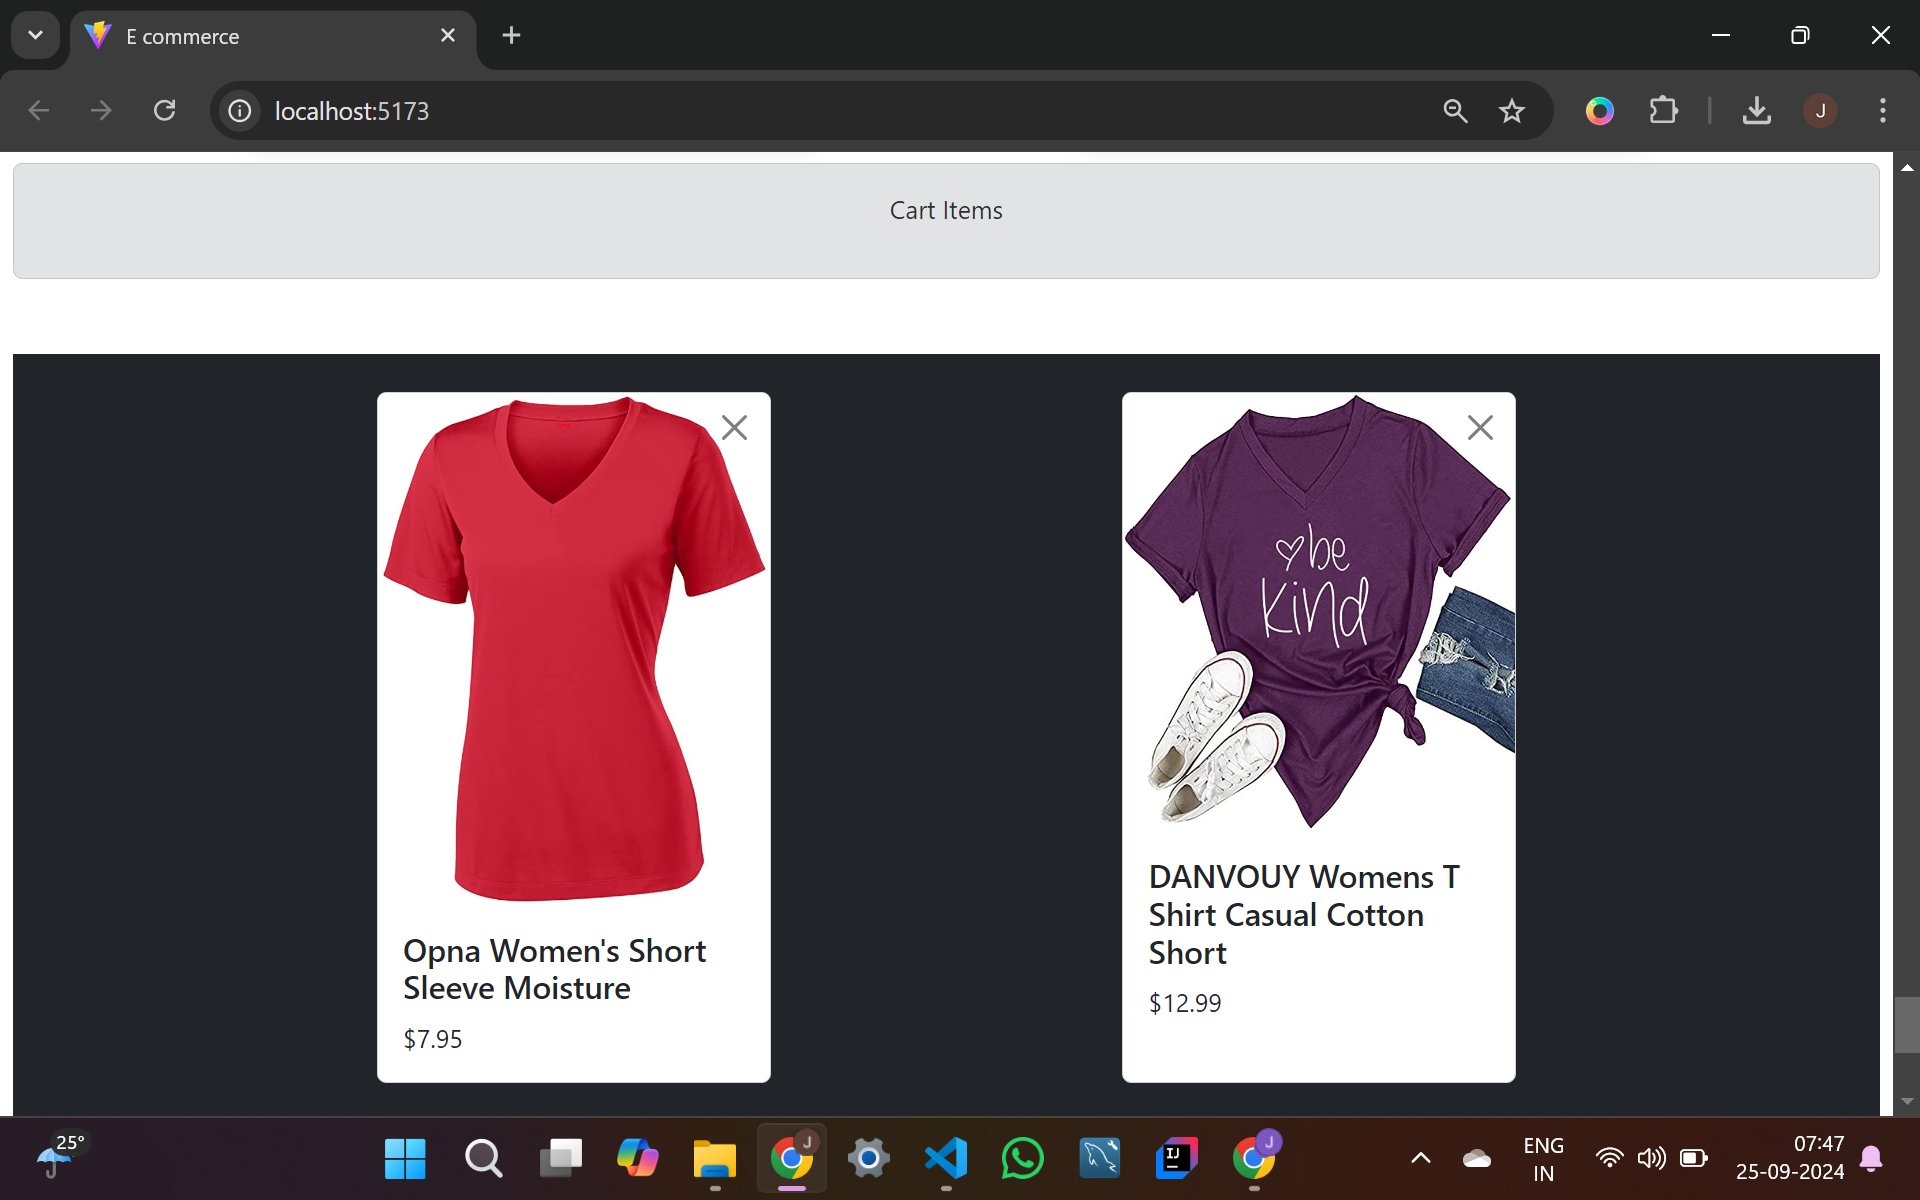 E commerce
localhost:5173
J
Cart Items
be
kind
Opna Women's Short
Sleeve Moisture
$7.95
DANVOUY Womens T
Shirt Casual Cotton
Short
$12.99
25°
J
IJ
J
ENG
IN
07:47
25-09-2024